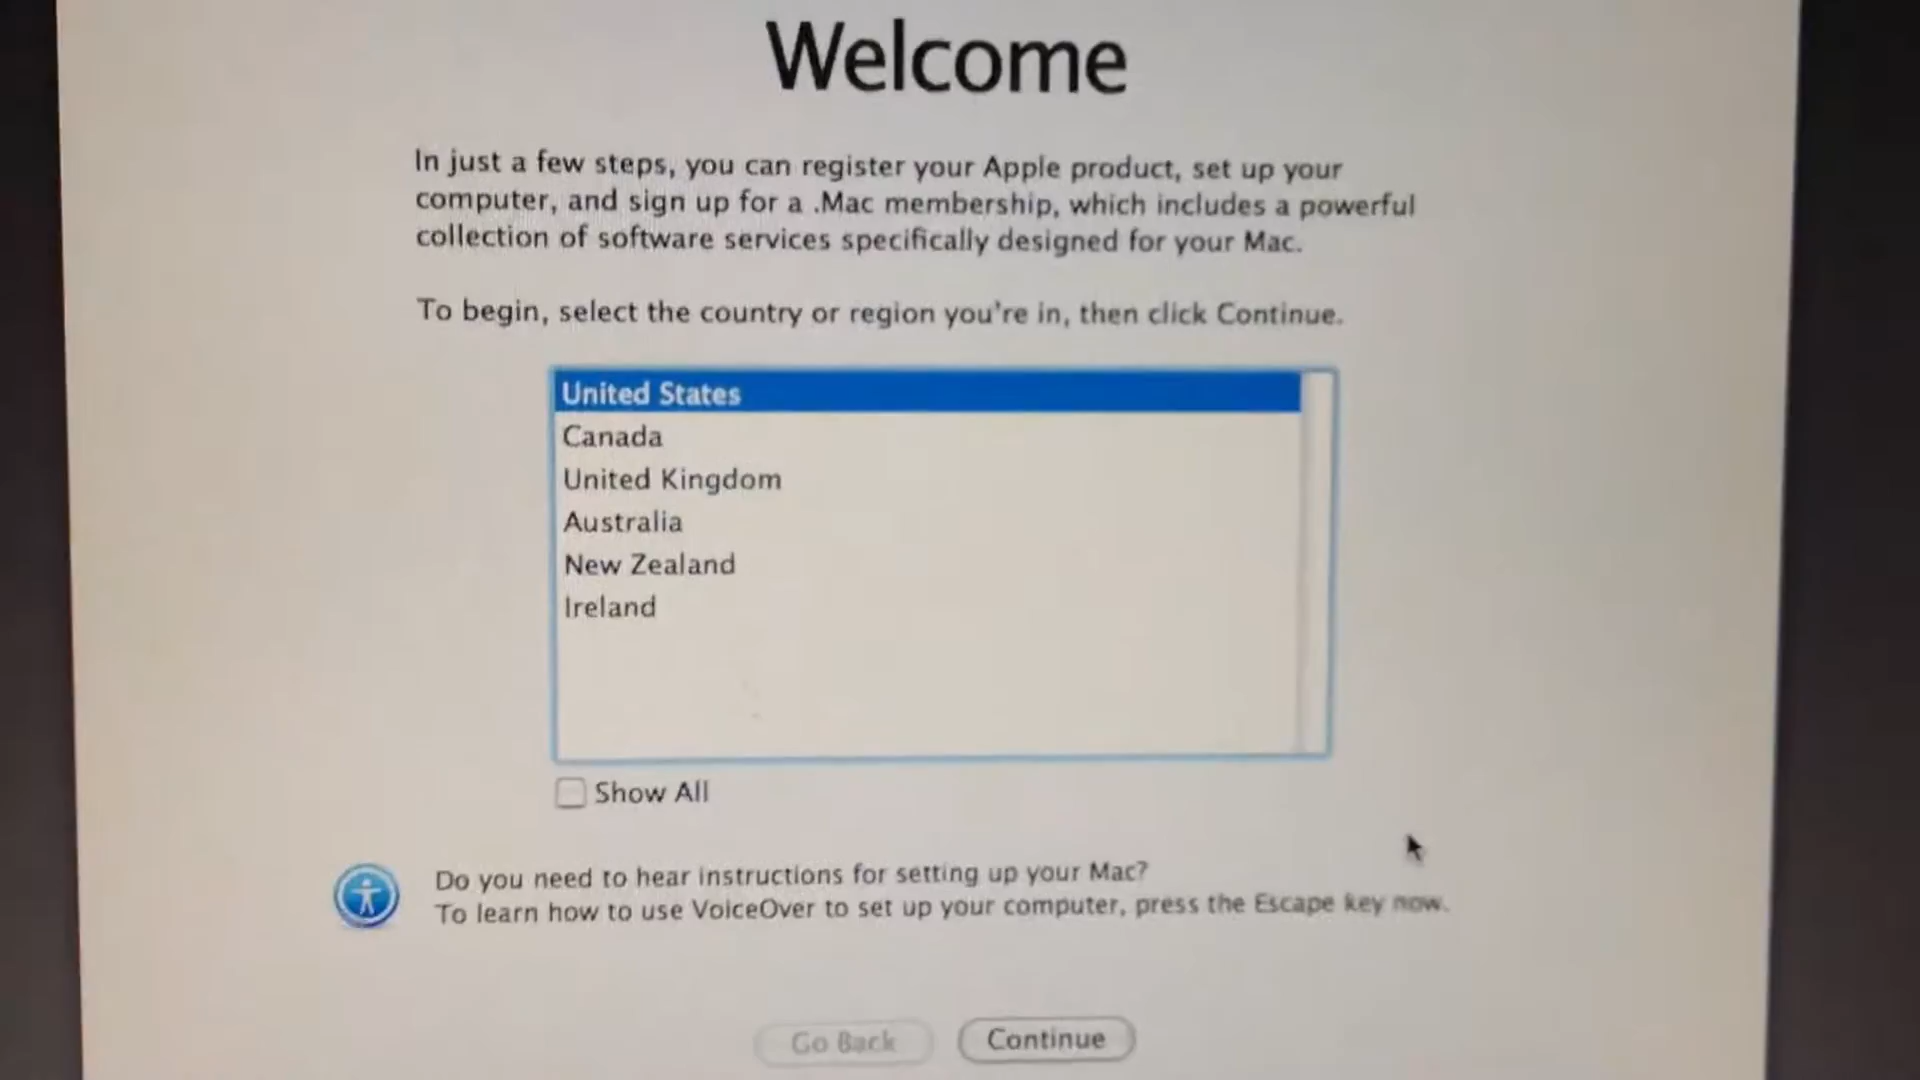 Welcome
In just a few steps, you can register your Apple product, set up your
computer, and sign up for a .Mac membership, which includes a powerful
collection of software services specifically designed for your Mac.
To begin, select the country or region you're in, then click Continue.
United States
Canada
United Kingdom
Australia
New Zealand
Ireland
Show All
Do you need to hear instructions for setting up your Mac?
To learn how to use VoiceOver to set up your computer, press the Escape key now.
Go Back
Continue